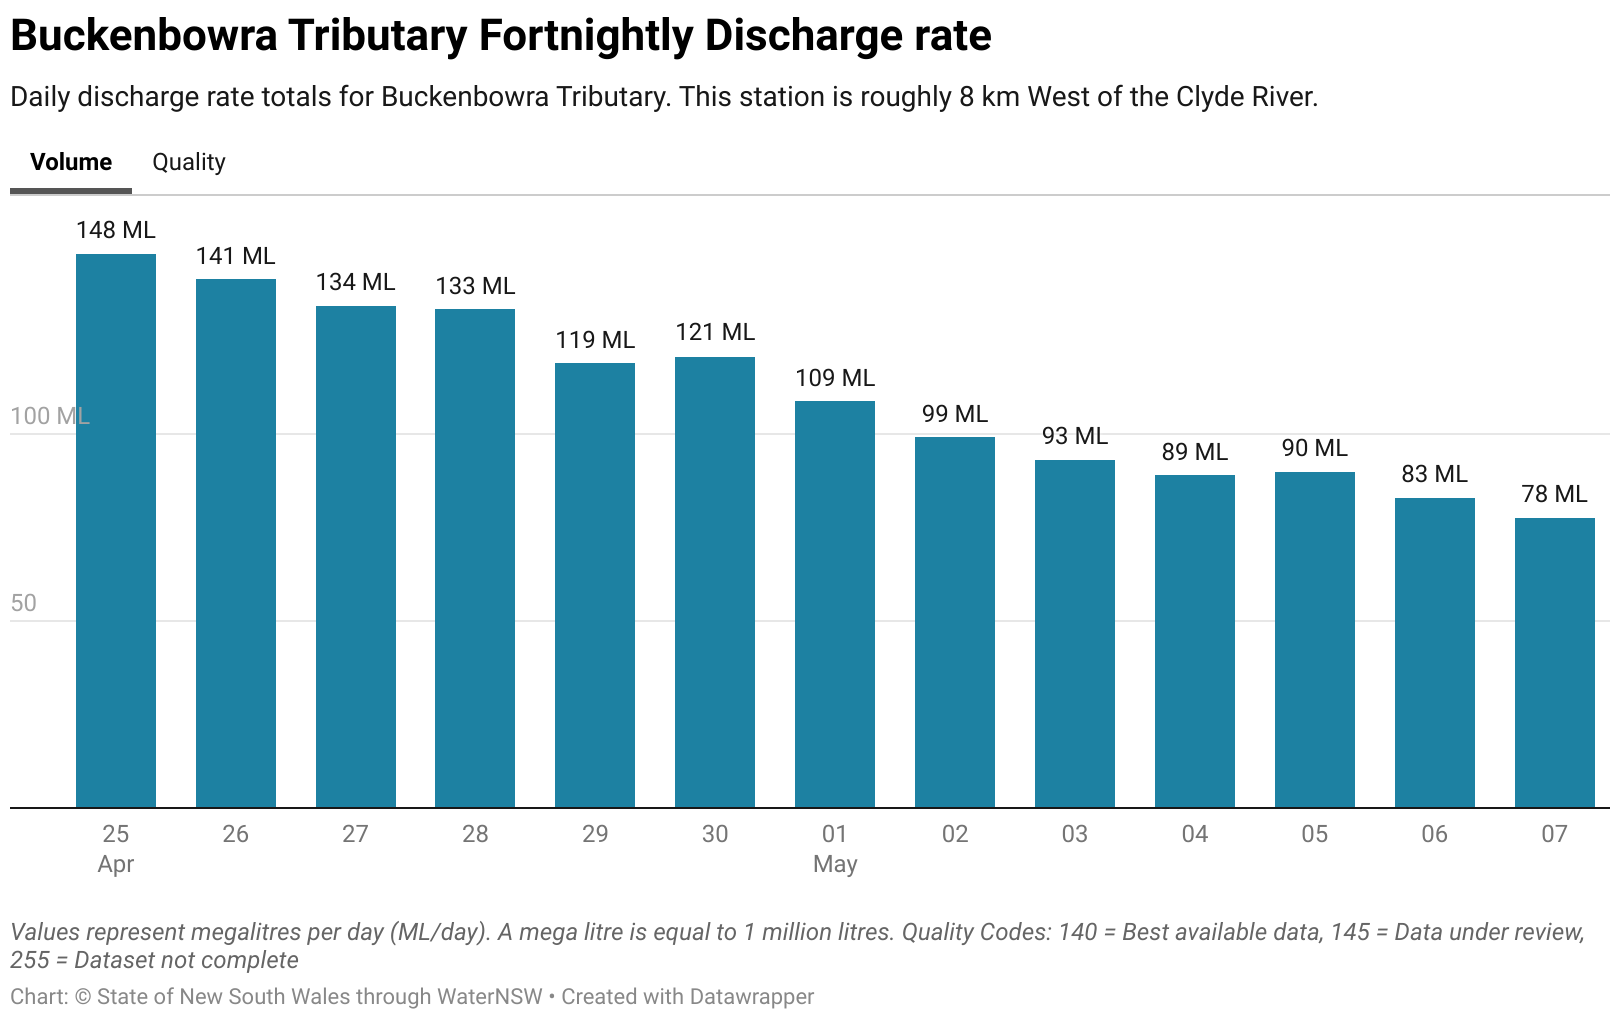 Buckenbowra Tributary Fortnightly Discharge rate
Daily discharge rate totals for Buckenbowra Tributary. This station is roughly 8 km West of the Clyde River.
Volume Quality
148 ML
141 ML
134 ML
133 ML
119 ML
121 ML
109 ML
99 ML
93 ML
89 ML
90 ML
83 ML
78 ML
100 ML
50
25 26 27 28 29 30 01 02 03 04 05 06 07
Apr May
Values represent megalitres per day (ML/day). A mega litre is equal to 1 million litres. Quality Codes: 140 = Best available data, 145 = Data under review,
255 = Dataset not complete
Chart: © State of New South Wales through WaterNSW • Created with Datawrapper